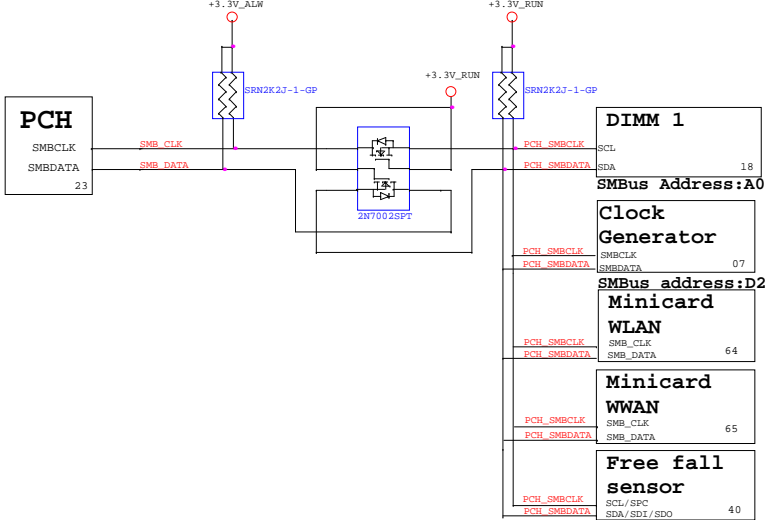 +3.3V_ALW
+3.3V_RUN
+3.3V_RUN
SRN2K2J-1-GP
SRN2K2J-1-GP
PCH
SMBCLK
SMBDATA
23
SMB_CLK
SMB_DATA
2N7002SPT
PCH_SMBCLK
PCH_SMBDATA
DIMM 1
SCL
SDA
18
SMBus Address:A0
Clock
Generator
PCH_SMBCLK
SMBCLK
PCH_SMBDATA
SMBDATA
07
SMBus address:D2
Minicard
WLAN
PCH_SMBCLK
SMB_CLK
PCH_SMBDATA
SMB_DATA
64
Minicard
WWAN
PCH_SMBCLK
SMB_CLK
PCH_SMBDATA
SMB_DATA
65
Free fall
sensor
PCH_SMBCLK
SCL/SPC
PCH_SMBDATA
SDA/SDI/SDO
40